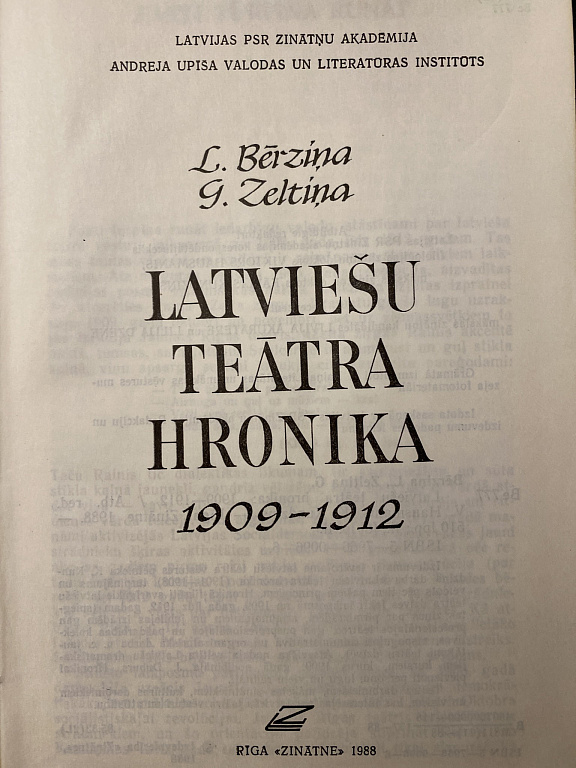 LATVIJAS PSR ZINĀTŅU AKADĒMIJA
ANDREJA UPĪŠA VALODAS UN LITERATŪRAS INSTITŪTS
L. Bērziņa
G. Zeltiņa
LATVIEŠU
TEĀTRA
HRONIKA
1909-1912
RĪGA «ZINĀTNE» 1988